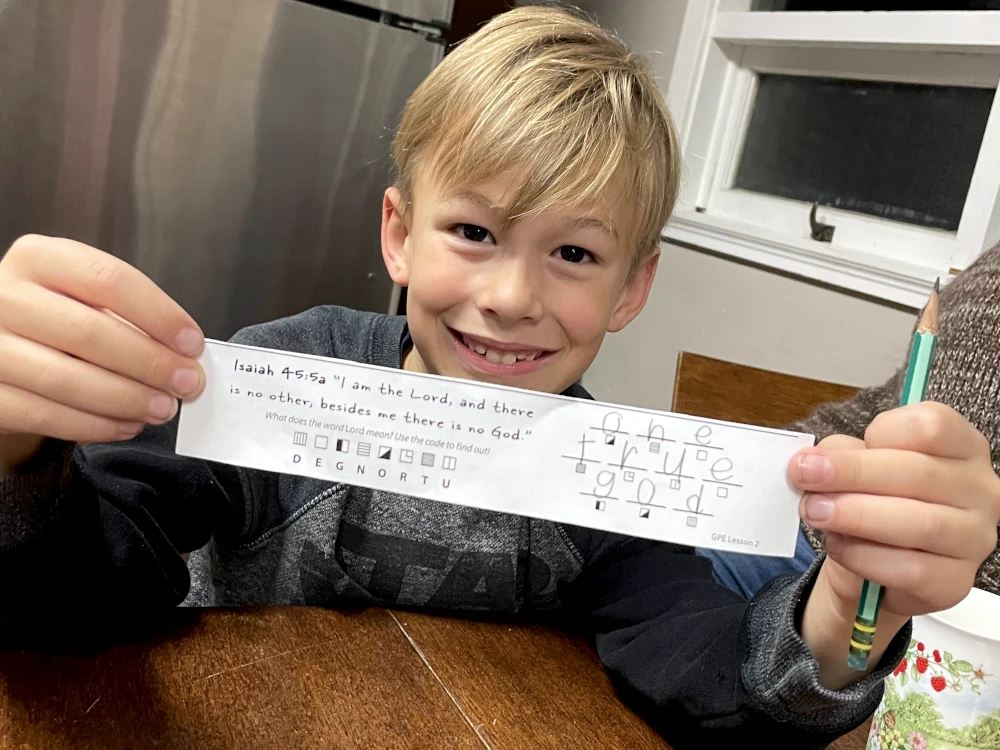 Isaiah 45:5a "I am the Lord, and there
is no other, besides me there is no God."
What does the word Lord mean? Use the code to find out!
D E G N O R T U
one
true
god
GPE Lesson 2
STAR